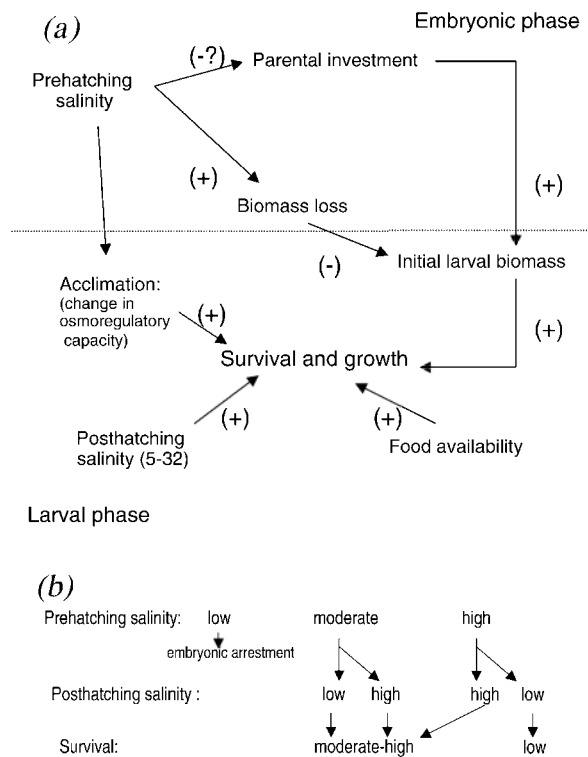 (a)
Embryonic phase
(-?)
Parental investment
Prehatching
salinity
(+)
(+)
Biomass loss
(-)
Initial larval biomass
Acclimation:
(change in
osmoregulatory
capacity)
(+)
(+)
Survival and growth
(+)
(+)
Posthatching
salinity (5-32)
Food availability
Larval phase
(b)
Prehatching salinity: low moderate high
embryonic arrestment
Posthatching salinity : low high high low
Survival: moderate-high low